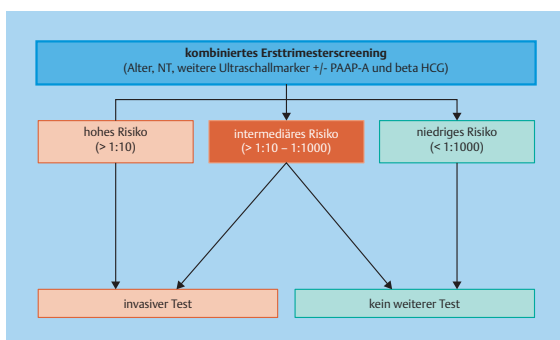 kombiniertes Ersttrimesterscreening
(Alter, NT, weitere Ultraschallmarker +/- PAAP-A und beta HCG)
hohes Risiko
(> 1:10)
intermediäres Risiko
(> 1:10 – 1:1000)
niedriges Risiko
(< 1:1000)
invasiver Test
kein weiterer Test